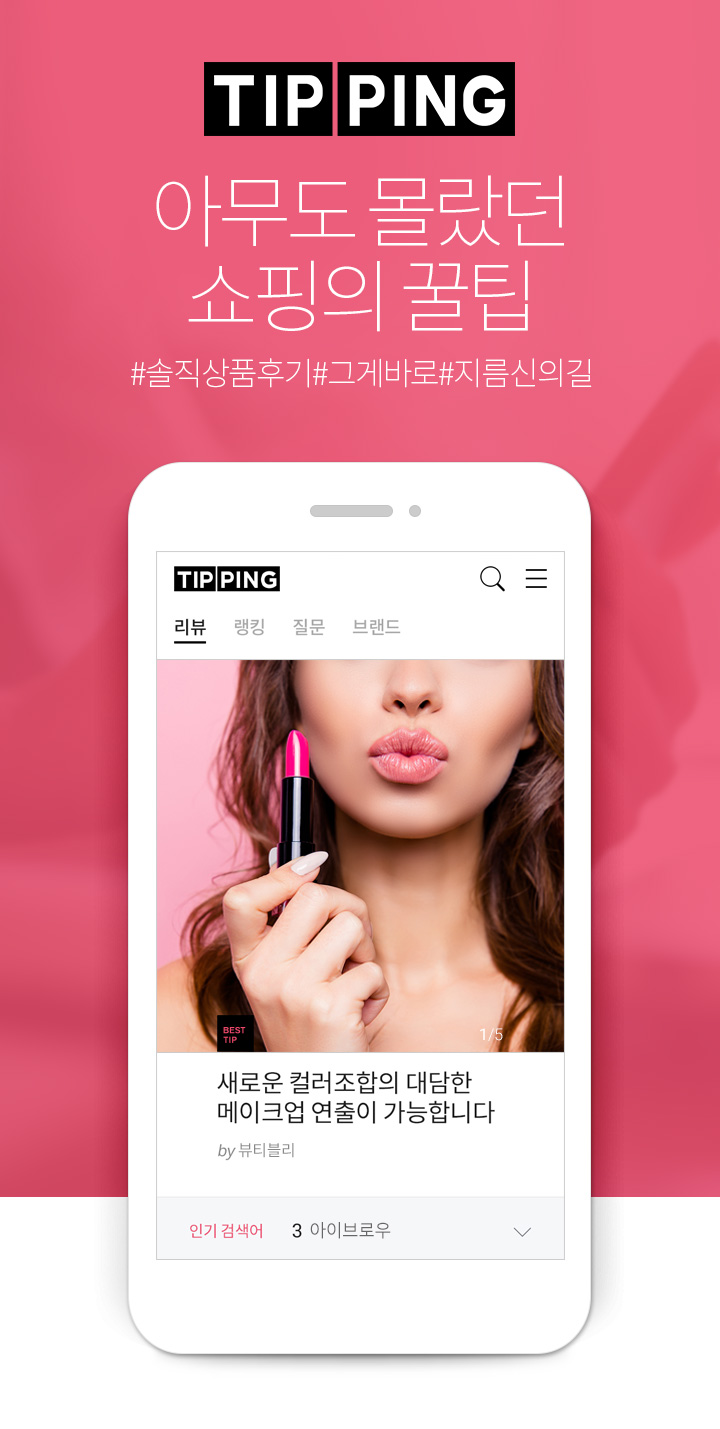 TIPPING
아무도 몰랐던
쇼핑의 꿀팁
#솔직상품후기#그게바로#지름신의길
TIPPING
리뷰 랭킹 질문 브랜드
BEST
TIP
1/5
새로운 컬러조합의 대담한
메이크업 연출이 가능합니다
by 뷰티블리
인기 검색어 3 아이브로우